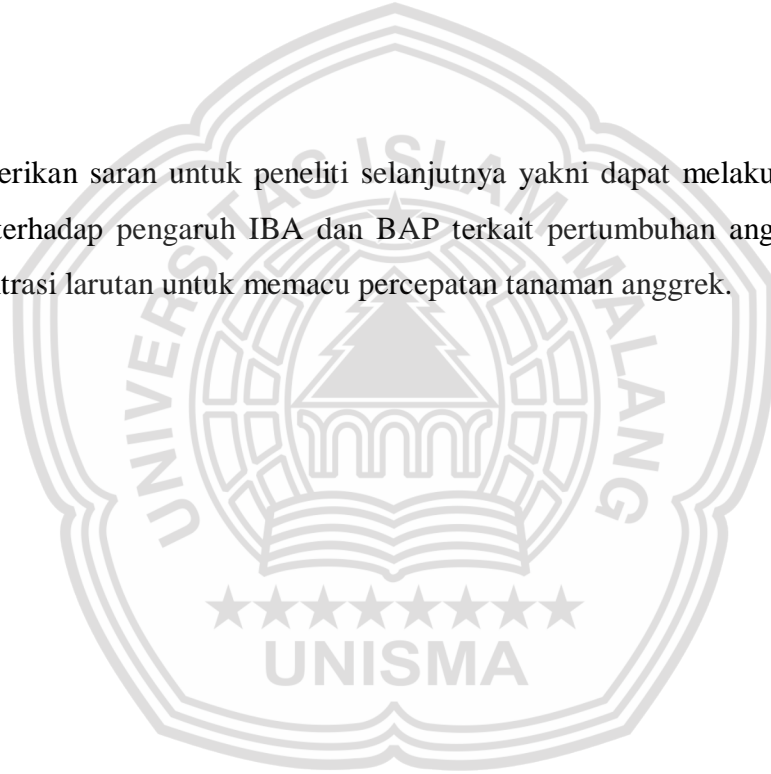 erikan saran untuk peneliti selanjutnya yakni dapat melaku
terhadap pengaruh IBA dan BAP terkait pertumbuhan ang
trasi larutan untuk memacu percepatan tanaman anggrek.
UNIVERSITAS ISLAM MALANG
UNISMA